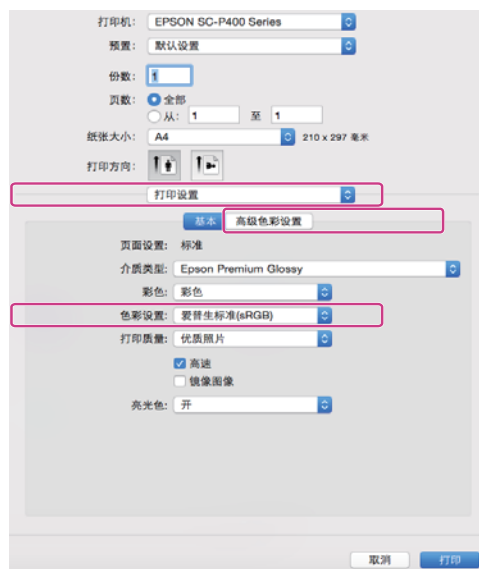 打印机: EPSON SC-P400 Series
预置: 默认设置
份数: 1
页数: 全部
从: 1 至 1
纸张大小: A4 210 x 297 毫米
打印方向:
打印设置
基本 高级色彩设置
页面设置: 标准
介质类型: Epson Premium Glossy
彩色: 彩色
色彩设置: 爱普生标准(sRGB)
打印质量: 优质照片
高速
镜像图像
亮光色: 开
取消 打印